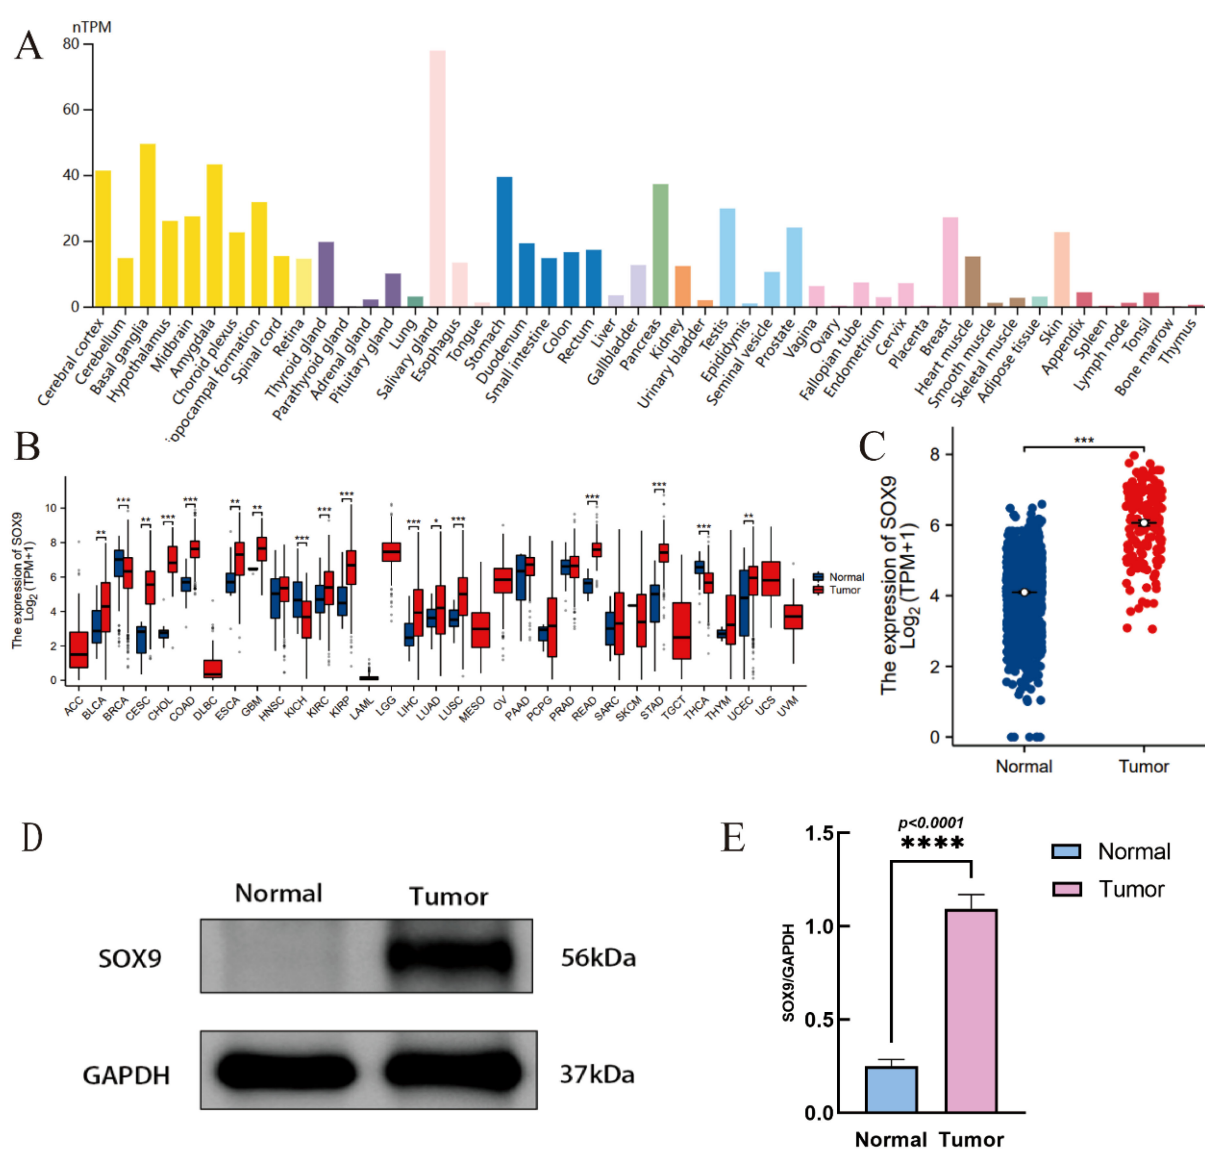 A
nTPM
80
60
40
20
0
Cerebral cortex
Cerebellum
Basal ganglia
Hypothalamus
Midbrain
Amygdala
Choroid plexus
opocampal formation
Spinal cord
Retina
Thyroid gland
Parathyroid gland
Adrenal gland
Pituitary gland
Lung
Salivary gland
Esophagus
Tongue
Stomach
Duodenum
Small intestine
Colon
Rectum
Liver
Gallbladder
Pancreas
Kidney
Urinary bladder
Testis
Epididymis
Seminal vesicle
Prostate
Vagina
Ovary
Fallopian tube
Endometrium
Cervix
Placenta
Breast
Heart muscle
Smooth muscle
Skeletal muscle
Adipose tissue
Skin
Appendix
Spleen
Lymph node
Tonsil
Bone marrow
Thymus
B
The expression of SOX9
Log2 (TPM+1)
10
8
6
4
2
0
** *** ** *** *** ** ** *** *** *** *** * *** *** *** *** **
Normal
Tumor
ACC
BLCA
BRCA
CESC
CHOL
COAD
DLBC
ESCA
GBM
HNSC
KICH
KIRC
KIRP
LAML
LGG
LIHC
LUAD
LUSC
MESO
OV
PAAD
PCPG
PRAD
READ
SARC
SKCM
STAD
TGCT
THCA
THYM
UCEC
UCS
UVM
C
The expression of SOX9
Log2 (TPM+1)
8
6
4
2
0
***
Normal
Tumor
D
Normal Tumor
SOX9 56kDa
GAPDH 37kDa
E
SOX9/GAPDH
1.5
1.0
0.5
0.0
p<0.0001
****
Normal
Tumor
Normal Tumor